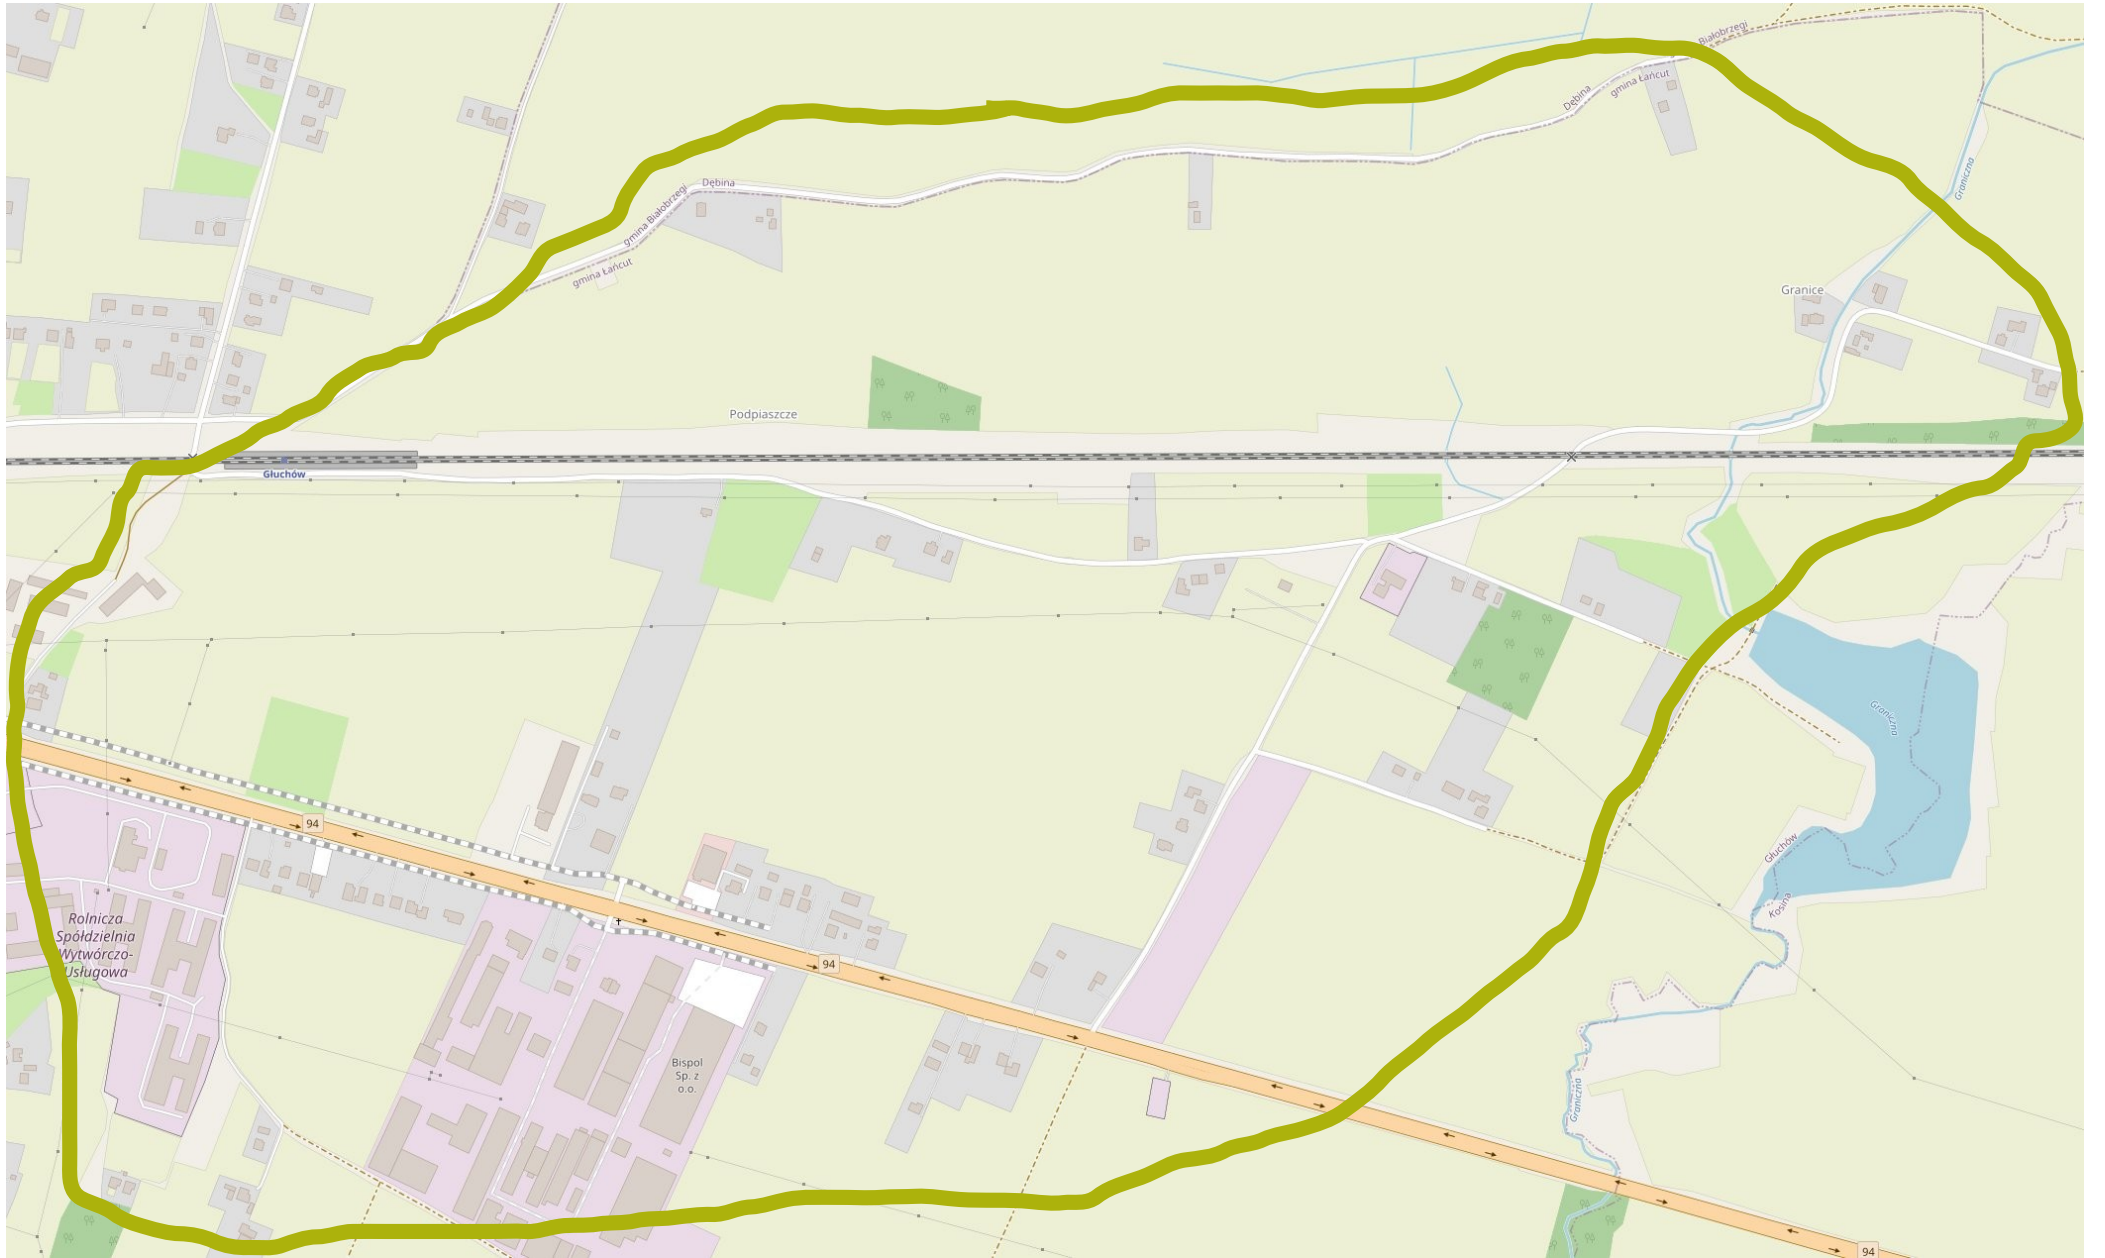 Białobrzegi
gmina Łańcut
Dębina
Graniczna
Dębina
gmina Białobrzegi
gmina Łańcut
Granice
Podpiaszcze
Głuchów
Graniczna
94
Głuchów
Kosina
Rolnicza
Spółdzielnia
Wytwórczo-
Usługowa
94
Bispol
Sp. z
o.o.
Graniczna
94